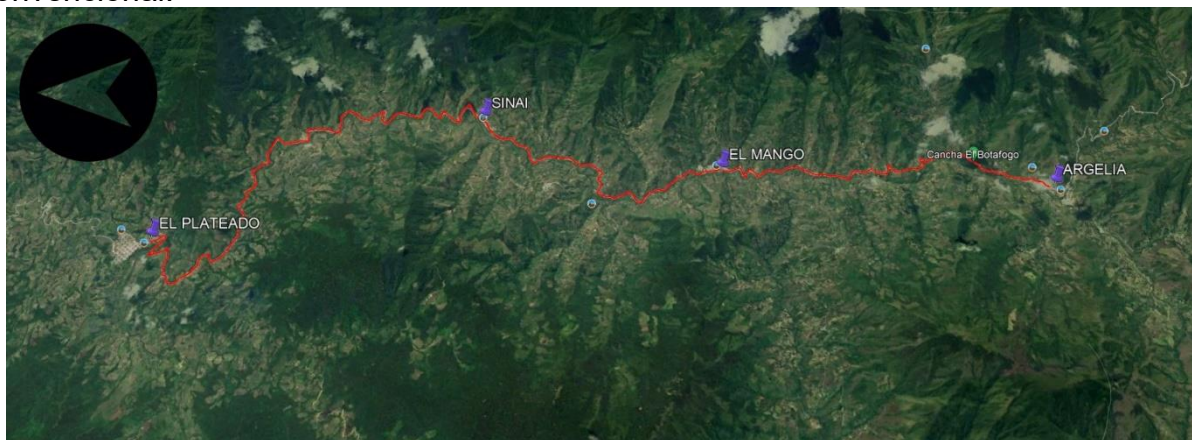 SINAI
EL MANGO
Cancha El Botafogo
ARGELIA
EL PLATEADO